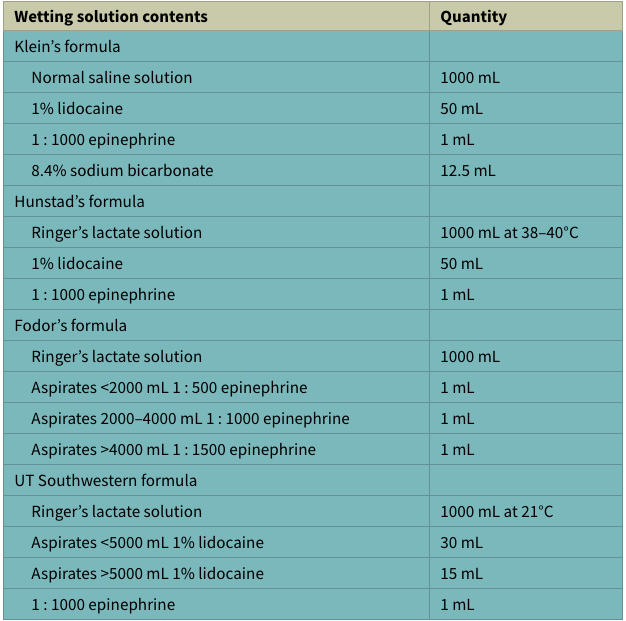 Wetting solution contents Quantity
Klein’s formula
Normal saline solution 1000 mL
1% lidocaine 50 mL
1 : 1000 epinephrine 1 mL
8.4% sodium bicarbonate 12.5 mL
Hunstad’s formula
Ringer’s lactate solution 1000 mL at 38–40°C
1% lidocaine 50 mL
1 : 1000 epinephrine 1 mL
Fodor’s formula
Ringer’s lactate solution 1000 mL
Aspirates <2000 mL 1 : 500 epinephrine 1 mL
Aspirates 2000–4000 mL 1 : 1000 epinephrine 1 mL
Aspirates >4000 mL 1 : 1500 epinephrine 1 mL
UT Southwestern formula
Ringer’s lactate solution 1000 mL at 21°C
Aspirates <5000 mL 1% lidocaine 30 mL
Aspirates >5000 mL 1% lidocaine 15 mL
1 : 1000 epinephrine 1 mL